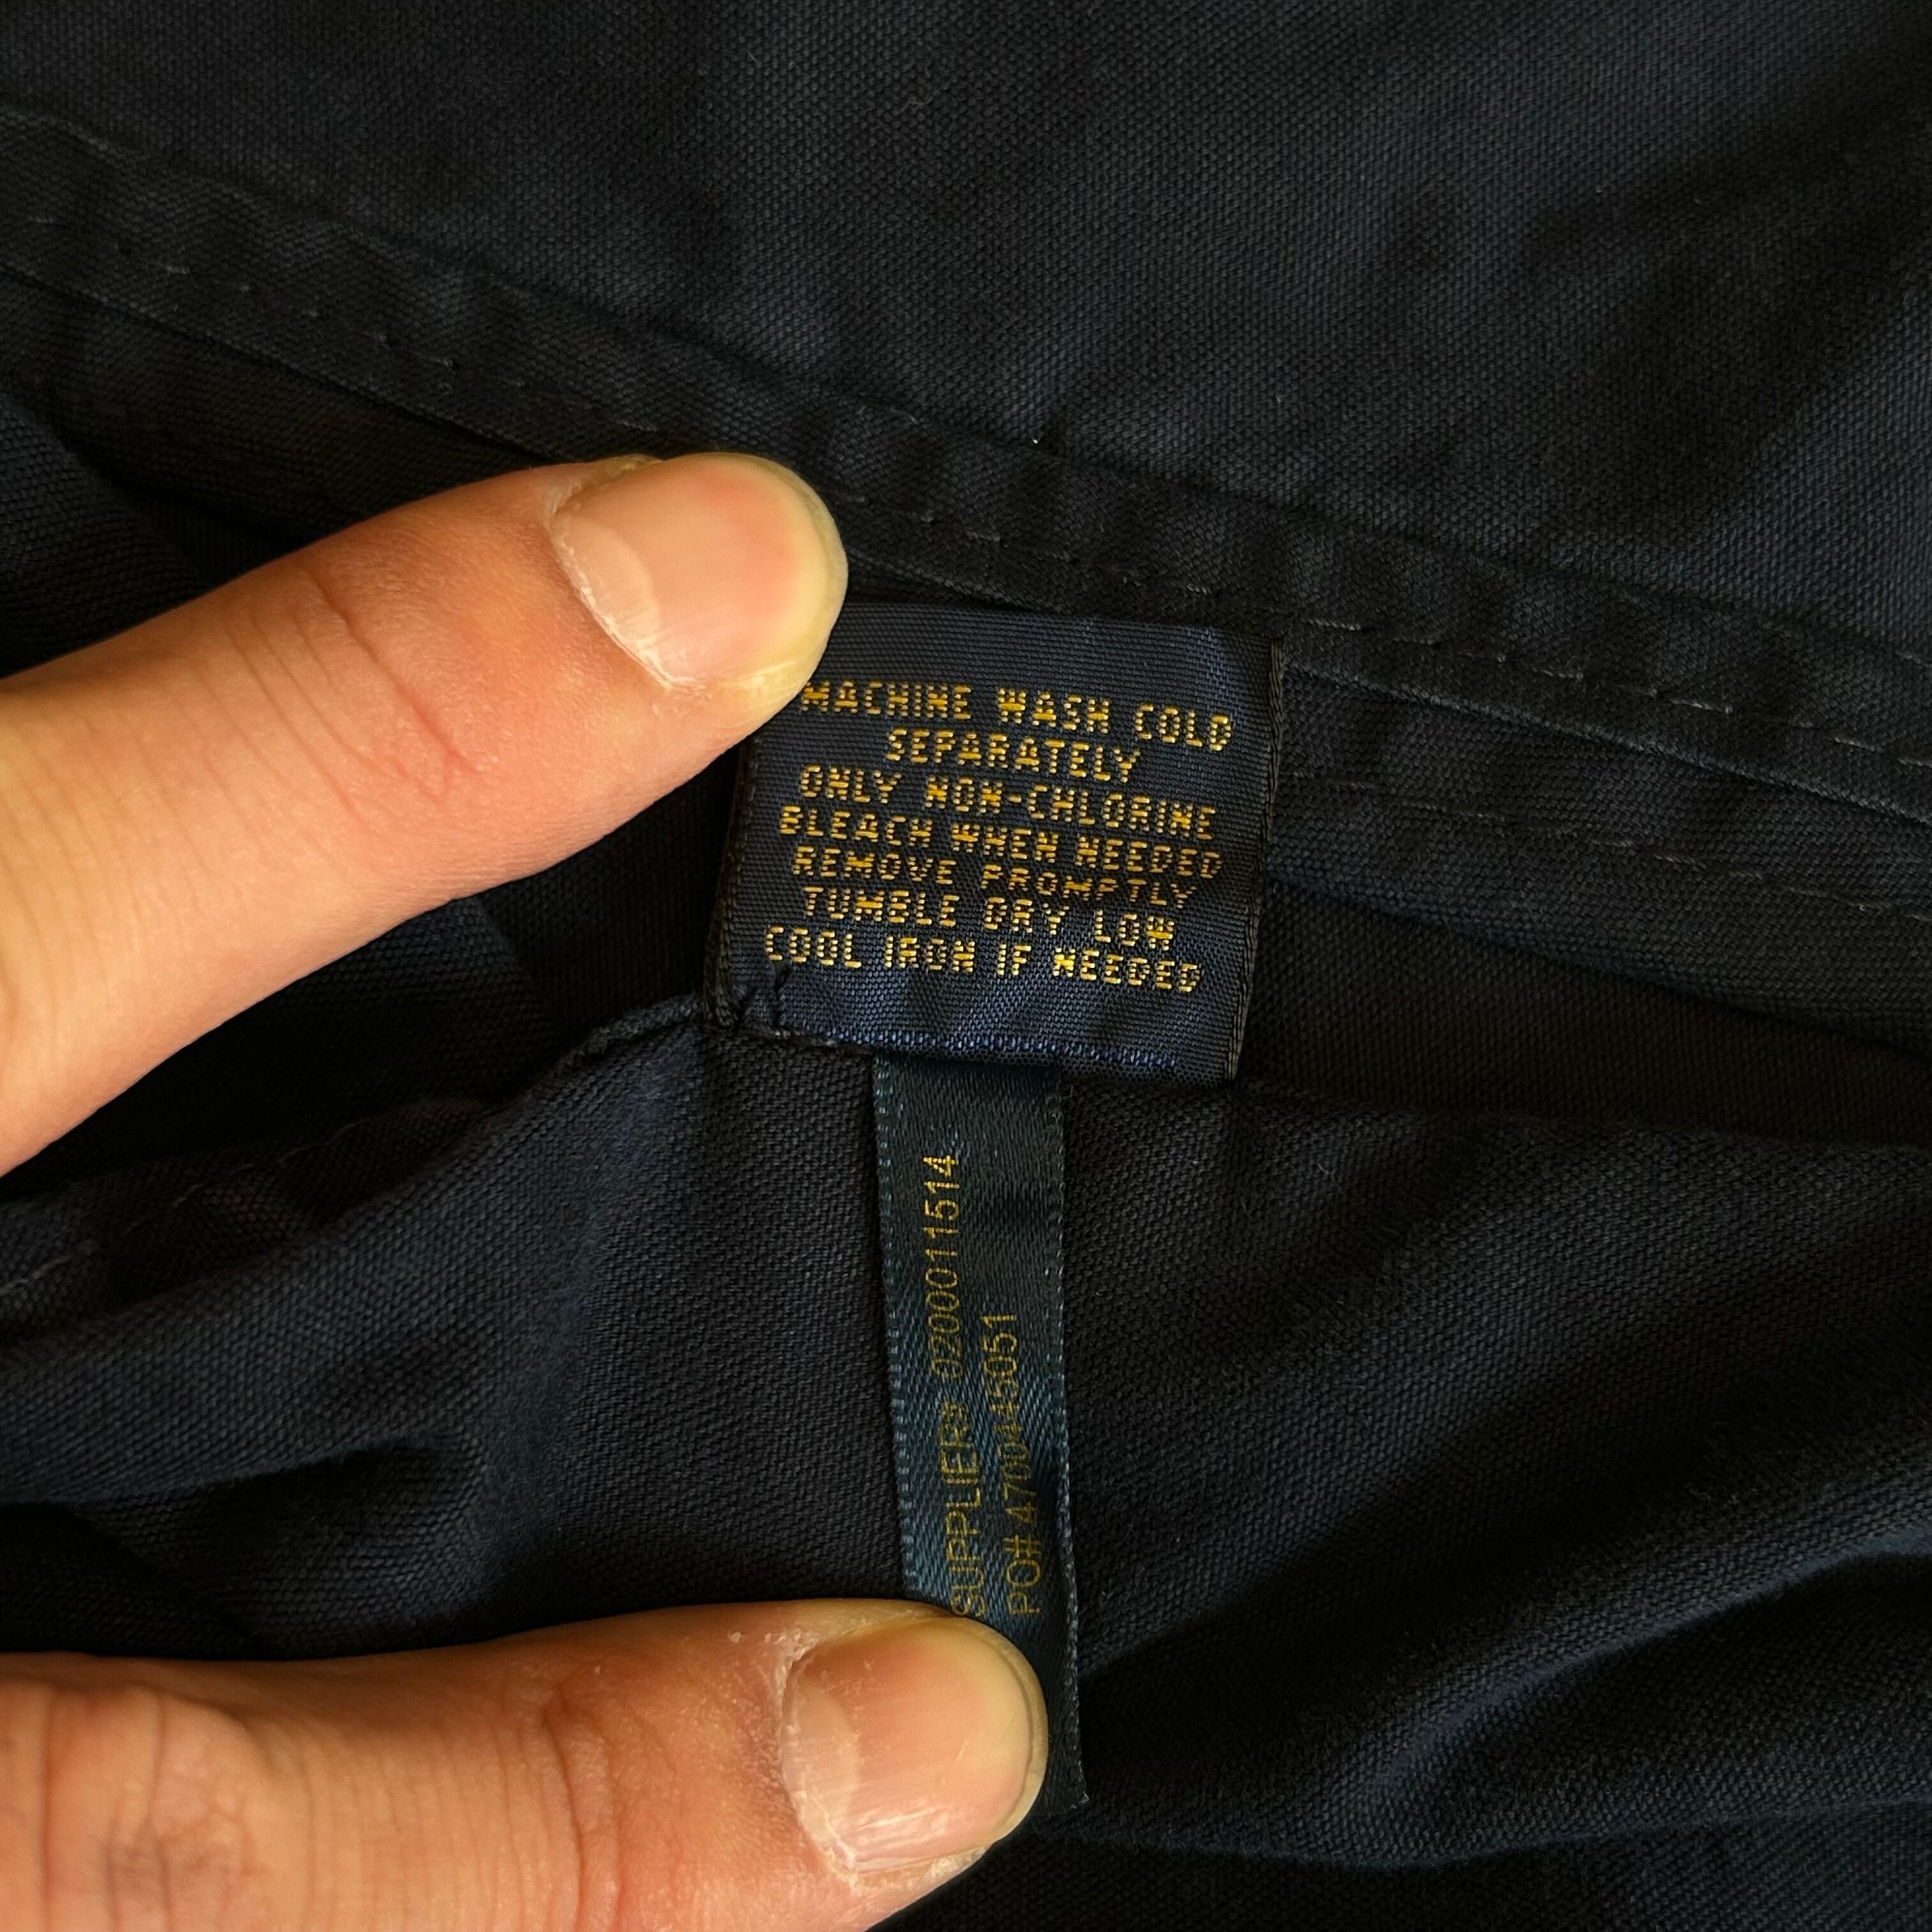 MACHINE WASH COLD
SEPARATELY
ONLY NON-CHLORINE
BLEACH WHEN NEEDED
REMOVE PROMPTLY
TUMBLE DRY LOW
COOL IRON IF NEEDED
SUPPLIER# 0200011514
PO# 4700445051